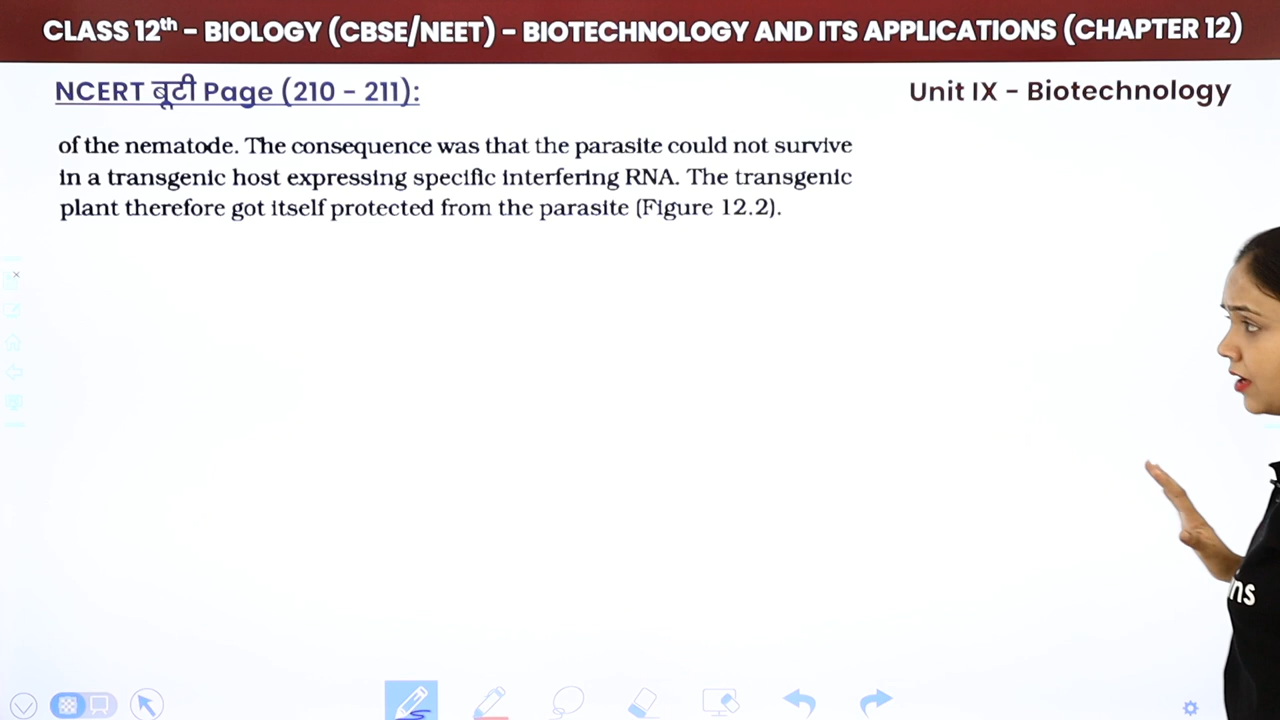 CLASS 12th - BIOLOGY (CBSE/NEET) - BIOTECHNOLOGY AND ITS APPLICATIONS (CHAPTER 12)
NCERT बूटी Page (210 - 211):
Unit IX - Biotechnology
of the nematode. The consequence was that the parasite could not survive
in a transgenic host expressing specific interfering RNA. The transgenic
plant therefore got itself protected from the parasite (Figure 12.2).